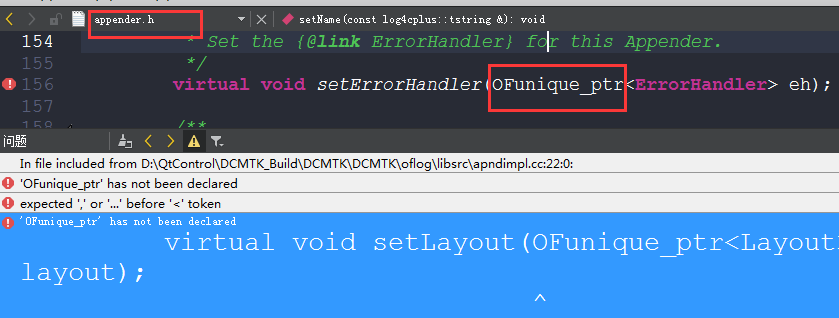 appender.h setName(const log4cplus::tstring &): void
154 * Set the {@link ErrorHandler} for this Appender.
155 */
156 virtual void setErrorHandler(OFunique_ptr<ErrorHandler> eh);
157
158 /**
问题
In file included from D:\QtControl\DCMTK_Build\DCMTK\DCMTK\oflog\libsrc\apndimpl.cc:22:0:
'OFunique_ptr' has not been declared
expected ',' or '...' before '<' token
'OFunique_ptr' has not been declared
virtual void setLayout(OFunique_ptr<Layout>
layout);
^